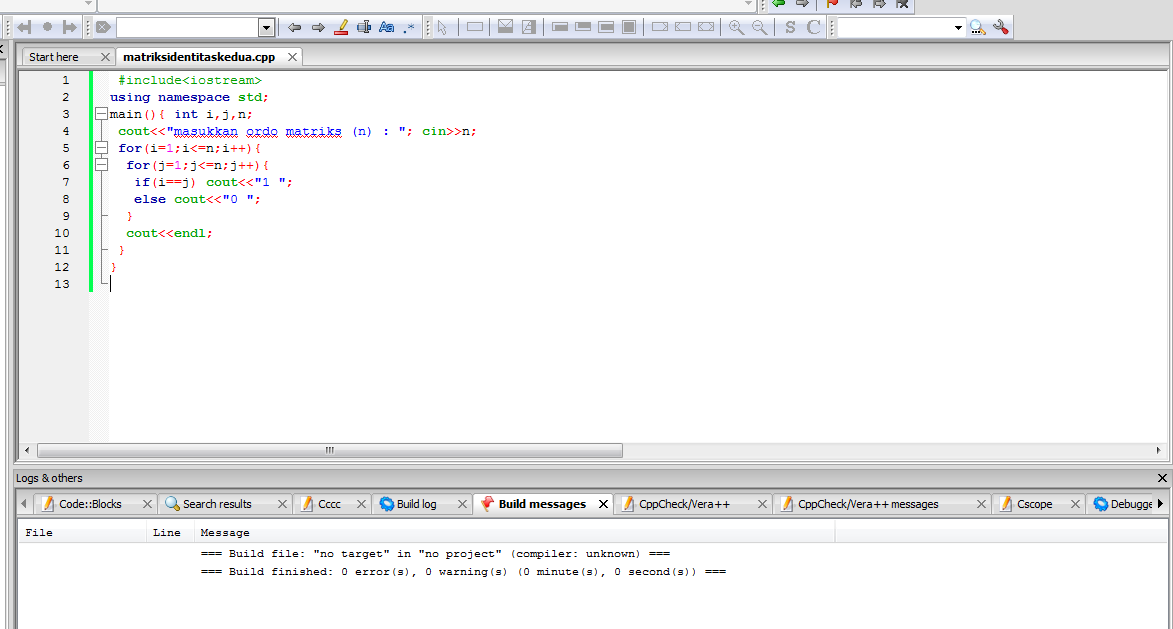 Aa .*
S C
Start here matriksidentitaskedua.cpp
1 #include<iostream>
2 using namespace std;
3 main(){ int i,j,n;
4 cout<<"masukkan ordo matriks (n) : "; cin>>n;
5 for(i=1;i<=n;i++){
6 for(j=1;j<=n;j++){
7 if(i==j) cout<<"1 ";
8 else cout<<"0 ";
9 }
10 cout<<endl;
11 }
12 }
13
Logs & others
Code::Blocks Search results Cccc Build log Build messages CppCheck/Vera++ CppCheck/Vera++ messages Cscope Debugge
File Line Message
=== Build file: "no target" in "no project" (compiler: unknown) ===
=== Build finished: 0 error(s), 0 warning(s) (0 minute(s), 0 second(s)) ===